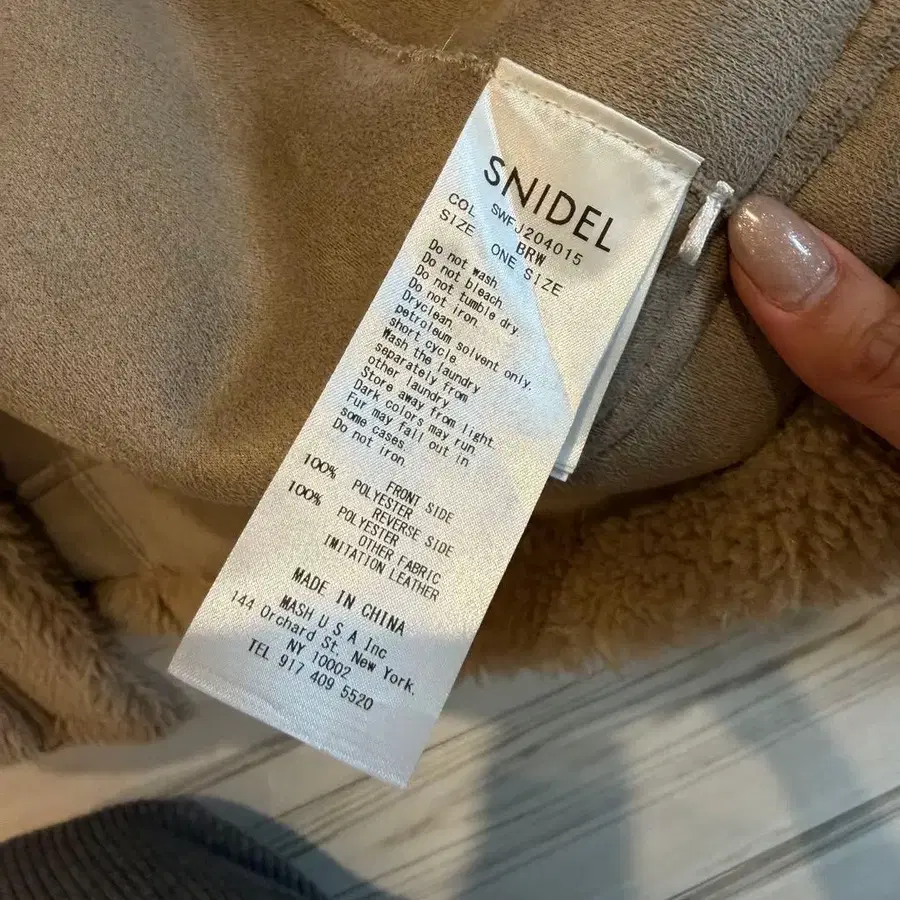 SNIDEL
SWFJ204015
COL BRW
SIZE ONE SIZE
Do not wash.
Do not bleach.
Do not tumble dry.
Do not iron.
Dryclean.
petroleum solvent only.
short cycle.
Wash the laundry
separately from
other laundry.
Store away from light.
Dark colors may run.
Fur may fall out in
some cases.
Do not iron.
FRONT SIDE
100% POLYESTER
REVERSE SIDE
100% POLYESTER
OTHER FABRIC
IMITATION LEATHER
MADE IN CHINA
MASH U S A Inc
144 Orchard St. New York.
NY 10002
TEL 917 409 5520